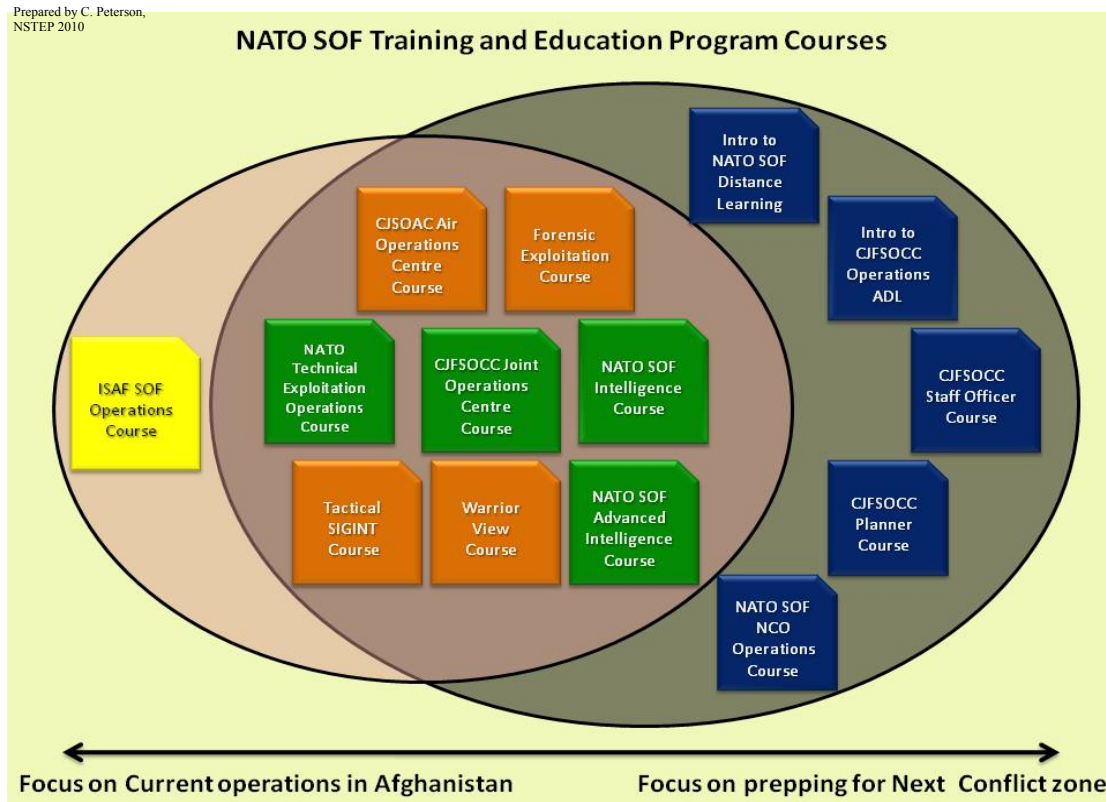 Prepared by C. Peterson,
NSTEP 2010
NATO SOF Training and Education Program Courses
Intro to
NATO SOF
Distance
Learning
CJSOAC Air
Operations
Centre
Course
Forensic
Exploitation
Course
Intro to
CJFSOCC
Operations
ADL
ISAF SOF
Operations
Course
NATO
Technical
Exploitation
Operations
Course
CJFSOCC Joint
Operations
Centre
Course
NATO SOF
Intelligence
Course
CJFSOCC
Staff Officer
Course
Tactical
SIGINT
Course
Warrior
View
Course
NATO SOF
Advanced
Intelligence
Course
CJFSOCC
Planner
Course
NATO SOF
NCO
Operations
Course
Focus on Current operations in Afghanistan
Focus on prepping for Next Conflict zone